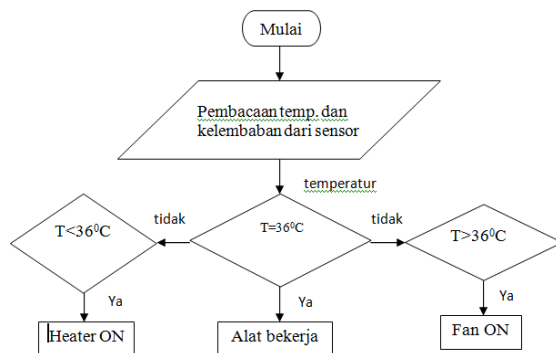 Mulai
Pembacaan temp. dan
kelembaban dari sensor
temperatur
T<36⁰C
tidak
T=36⁰C
tidak
T>36⁰C
Ya
Ya
Ya
Heater ON
Alat bekerja
Fan ON